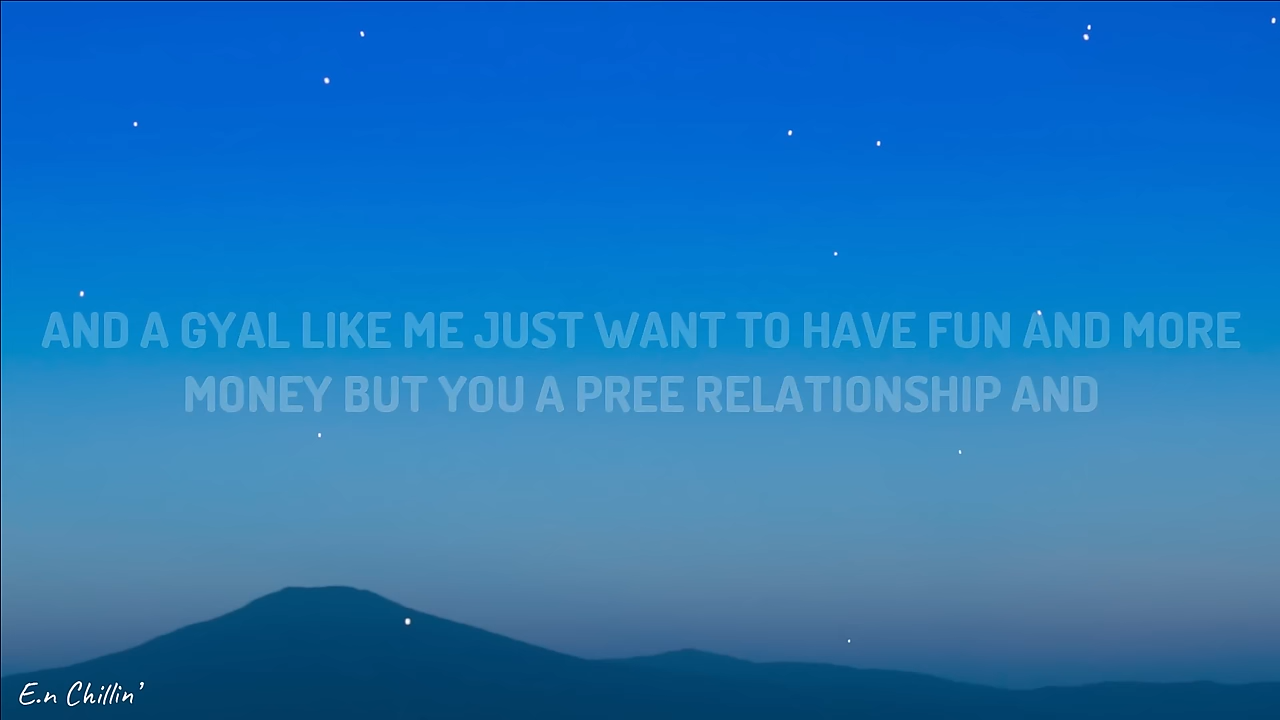 AND A GYAL LIKE ME JUST WANT TO HAVE FUN AND MORE
MONEY BUT YOU A PREE RELATIONSHIP AND
E.n Chillin'